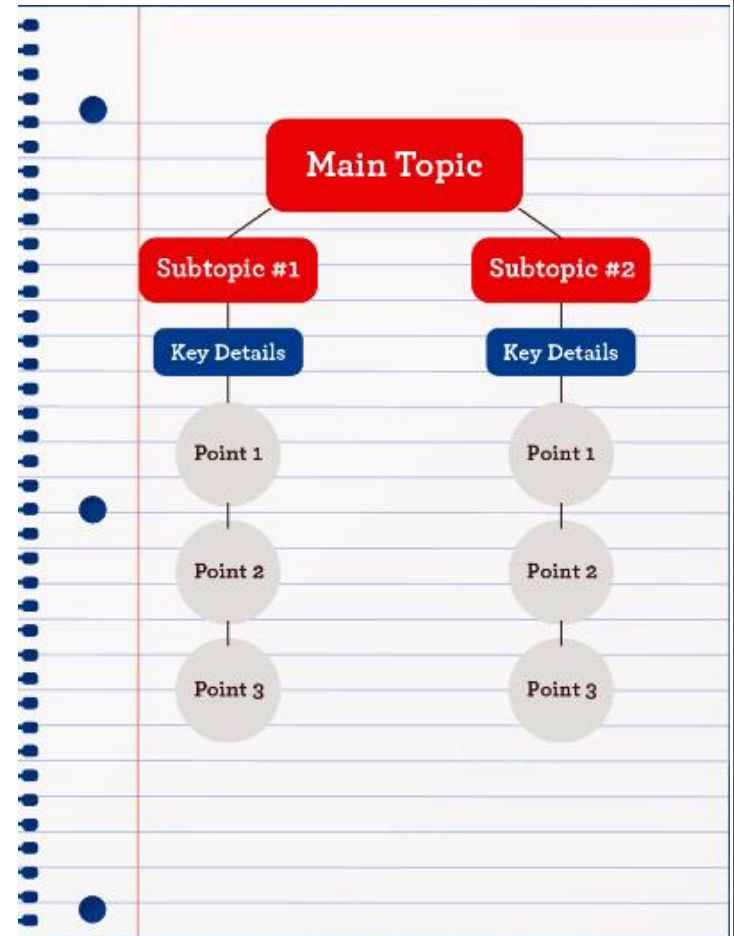 Main Topic
Subtopic #1
Subtopic #2
Key Details
Key Details
Point 1
Point 1
Point 2
Point 2
Point 3
Point 3